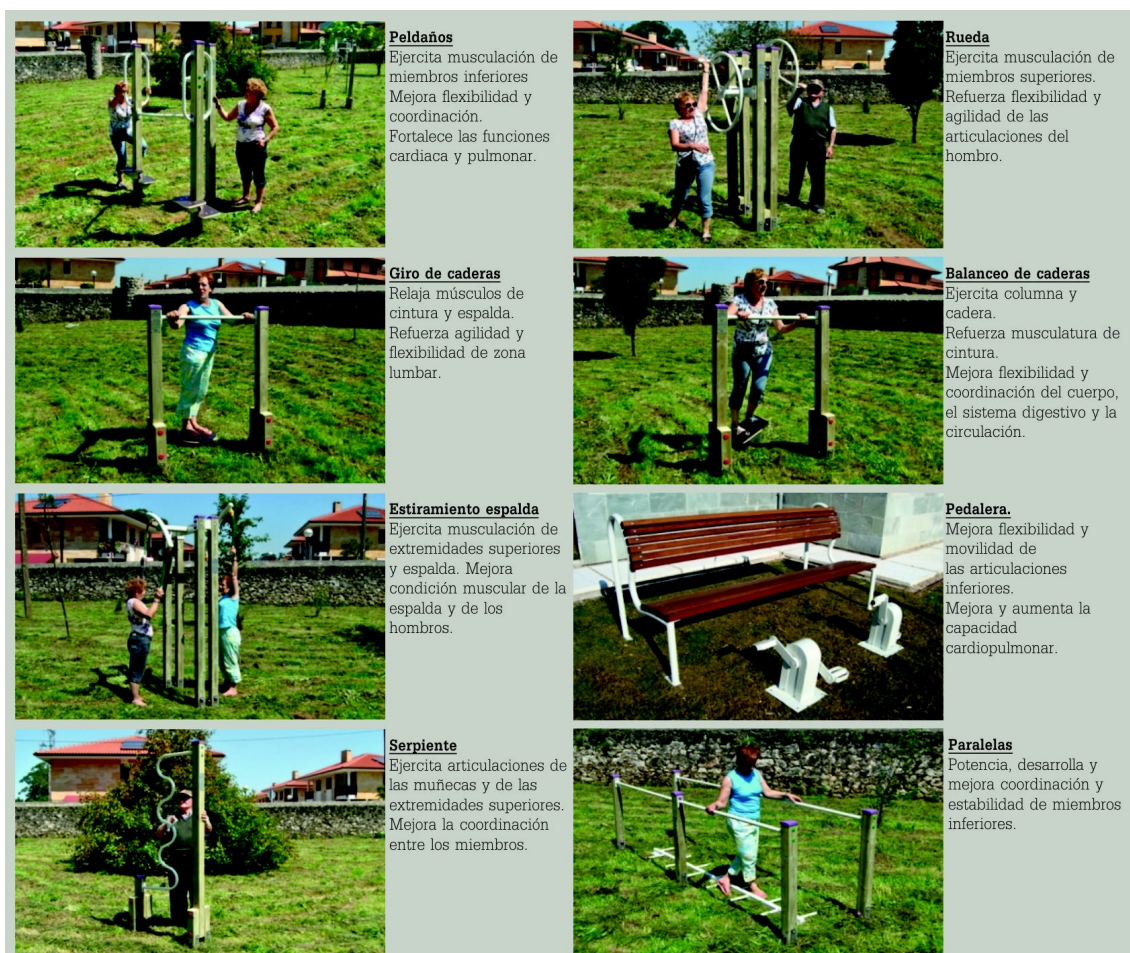 Peldaños
Ejercita musculación de
miembros inferiores
Mejora flexibilidad y
coordinación.
Fortalece las funciones
cardiaca y pulmonar.
Rueda
Ejercita musculación de
miembros superiores.
Refuerza flexibilidad y
agilidad de las
articulaciones del
hombro.
Giro de caderas
Relaja músculos de
cintura y espalda.
Refuerza agilidad y
flexibilidad de zona
lumbar.
Balanceo de caderas
Ejercita columna y
cadera.
Refuerza musculatura de
cintura.
Mejora flexibilidad y
coordinación del cuerpo,
el sistema digestivo y la
circulación.
Estiramiento espalda
Ejercita musculación de
extremidades superiores
y espalda. Mejora
condición muscular de la
espalda y de los
hombros.
Pedalera.
Mejora flexibilidad y
movilidad de
las articulaciones
inferiores.
Mejora y aumenta la
capacidad
cardiopulmonar.
Serpiente
Ejercita articulaciones de
las muñecas y de las
extremidades superiores.
Mejora la coordinación
entre los miembros.
Paralelas
Potencia, desarrolla y
mejora coordinación y
estabilidad de miembros
inferiores.